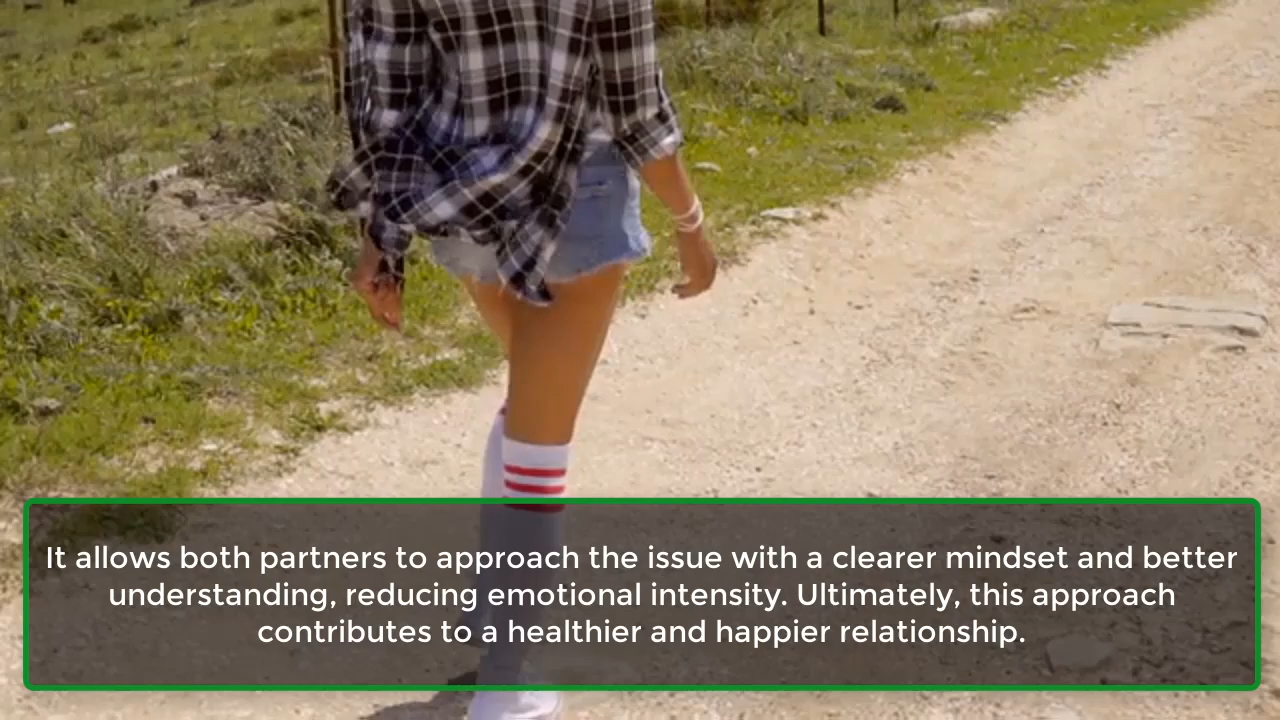 It allows both partners to approach the issue with a clearer mindset and better
understanding, reducing emotional intensity. Ultimately, this approach
contributes to a healthier and happier relationship.